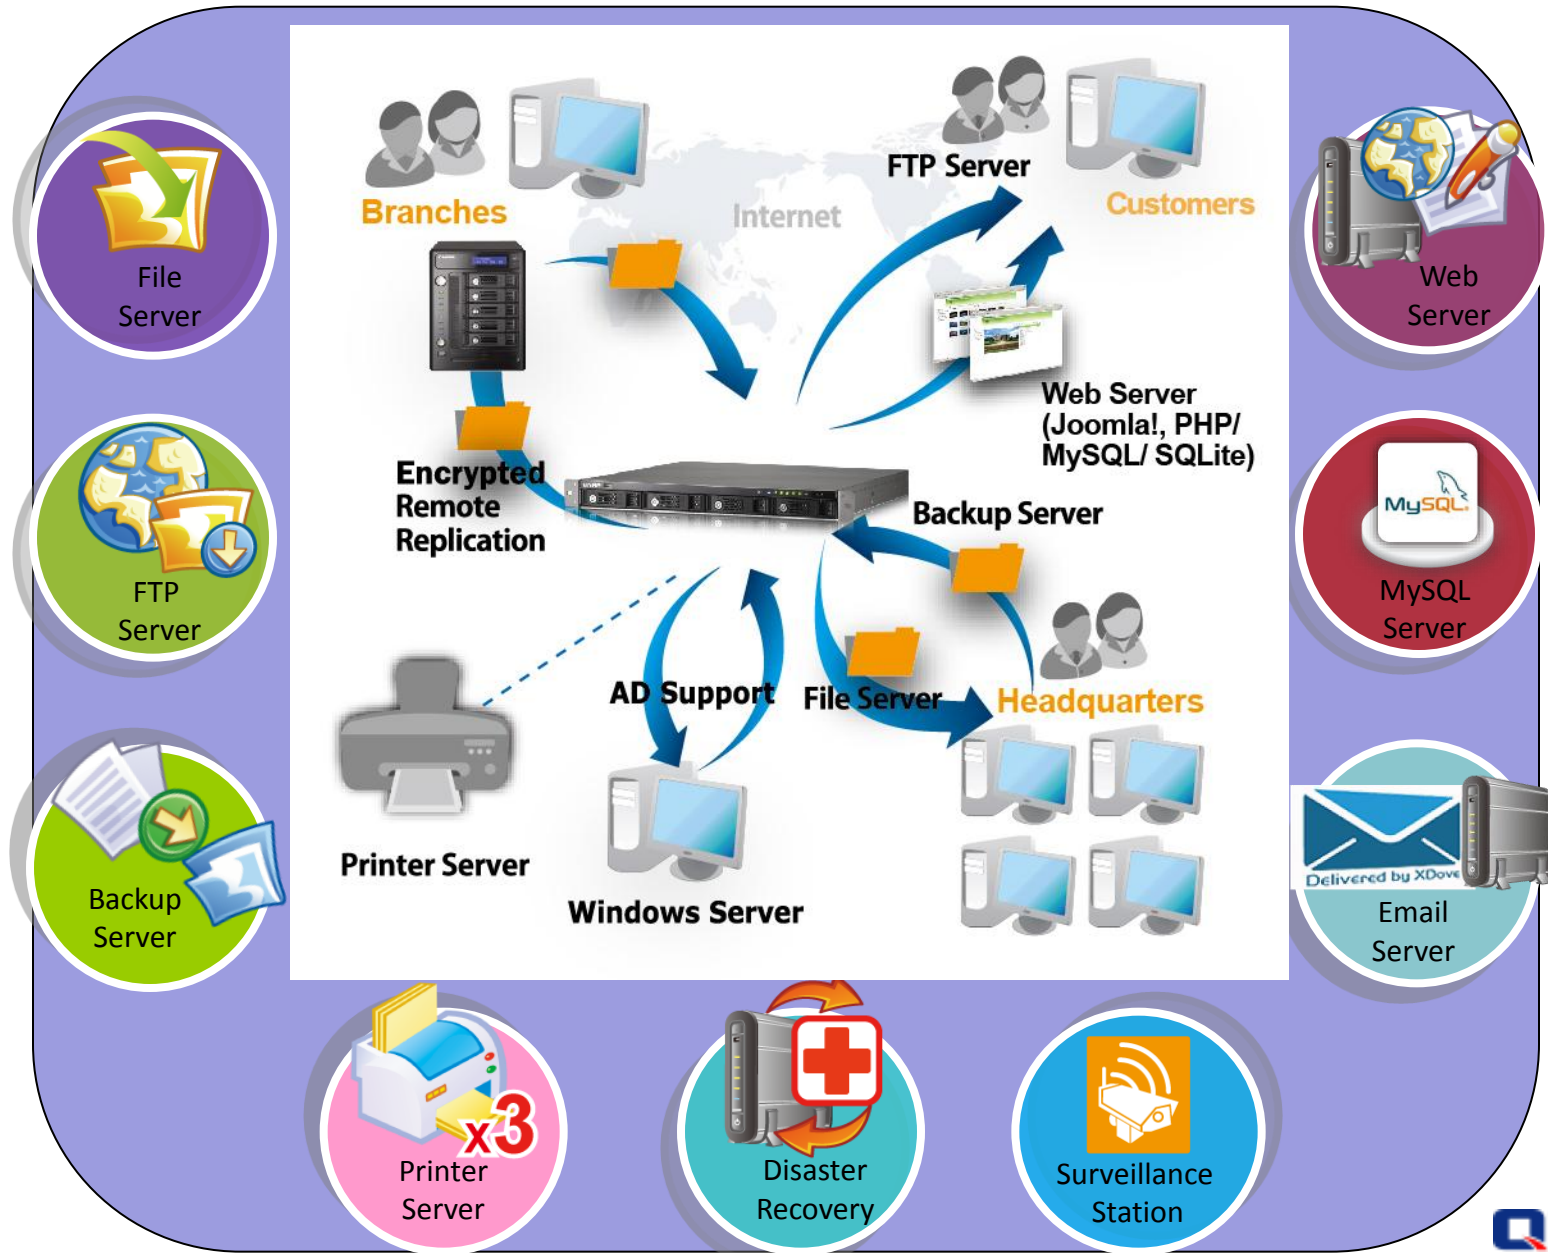 File
Server
FTP
Server
Backup
Server
Branches
Internet
FTP Server
Customers
Web Server
(Joomla!, PHP/
MySQL/ SQLite)
Encrypted
Remote
Replication
Backup Server
AD Support
File Server
Headquarters
Printer Server
Windows Server
Web
Server
MySQL.
MySQL
Server
Delivered by XDove
Email
Server
x3
Printer
Server
Disaster
Recovery
Surveillance
Station
Q